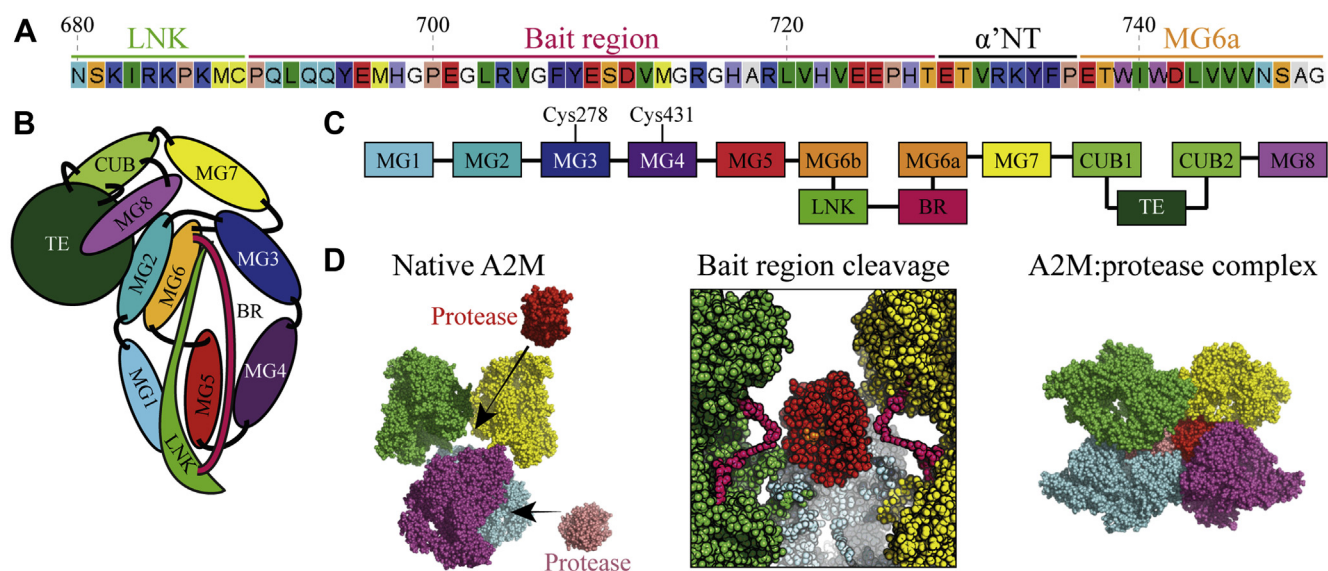 A
680 700 720 740
LNK Bait region α'NT MG6a
NSKIRKPKMCPQLQQYEMHGPEGLRVGFYESDVMGRGHARLVHVEEPHTETVRKYFPETWIWDLVVVNSAG
B
CUB
MG7
MG8
TE
MG2
MG6
MG3
BR
MG1
MG5
MG4
LNK
C
Cys278 Cys431
MG1 MG2 MG3 MG4 MG5 MG6b MG6a MG7 CUB1 CUB2 MG8
LNK BR TE
D
Native A2M Bait region cleavage A2M:protease complex
Protease
Protease